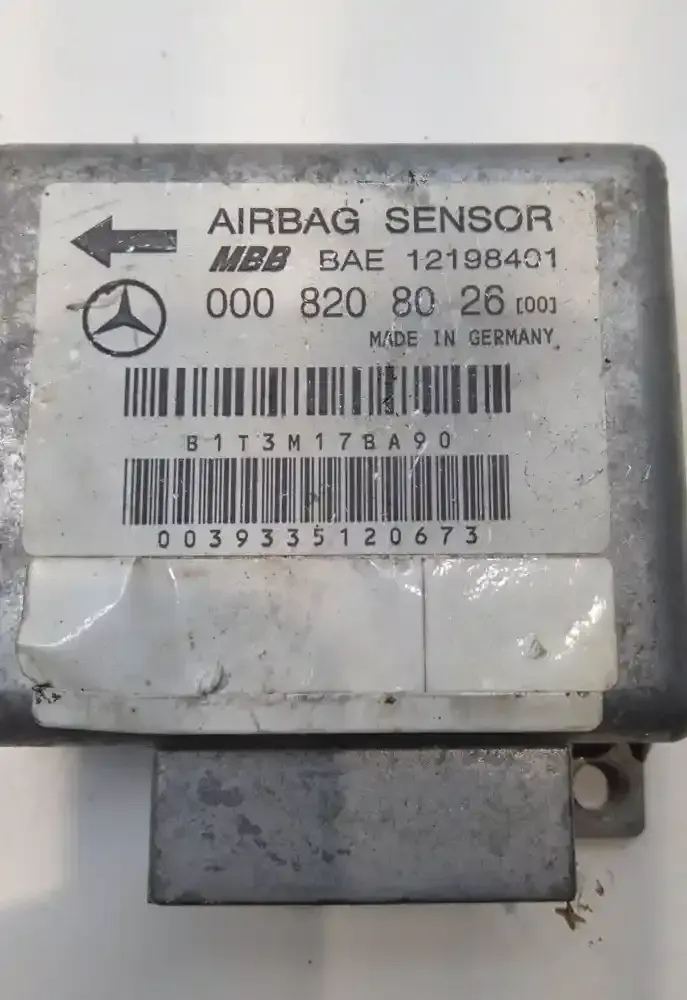 AIRBAG SENSOR
MBB BAE 12198401
000 820 80 26 [00]
MADE IN GERMANY
B1T3M17BA90
0039335120673